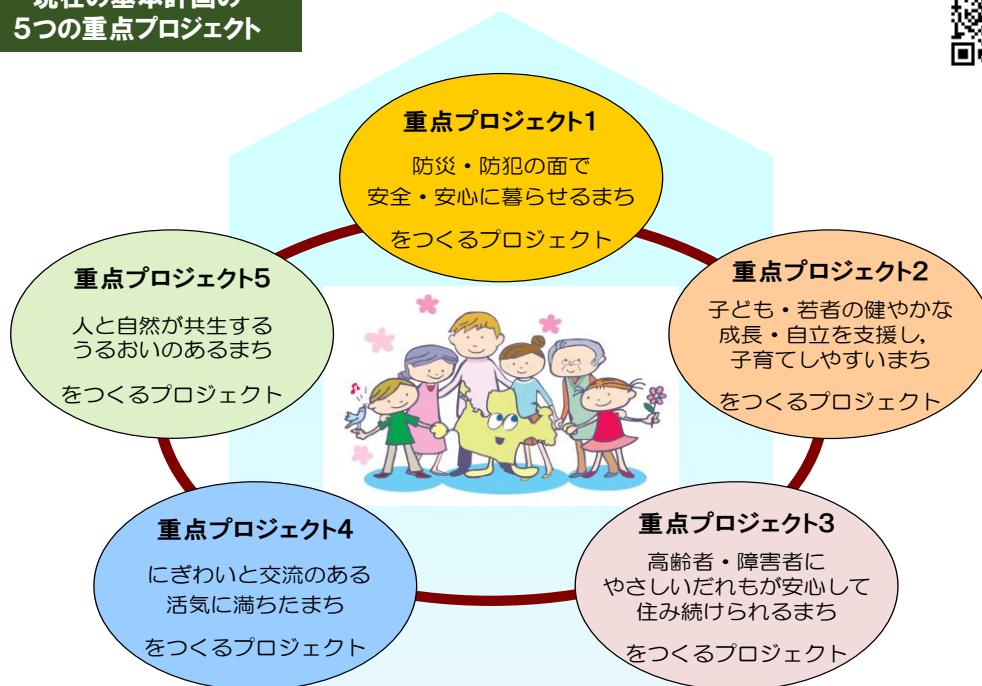 現在の基本計画の
5つの重点プロジェクト
重点プロジェクト1
防災・防犯の面で
安全・安心に暮らせるまち
をつくるプロジェクト
重点プロジェクト2
子ども・若者の健やかな
成長・自立を支援し,
子育てしやすいまち
をつくるプロジェクト
重点プロジェクト3
高齢者・障害者に
やさしいだれもが安心して
住み続けられるまち
をつくるプロジェクト
重点プロジェクト4
にぎわいと交流のある
活気に満ちたまち
をつくるプロジェクト
重点プロジェクト5
人と自然が共生する
うるおいのあるまち
をつくるプロジェクト